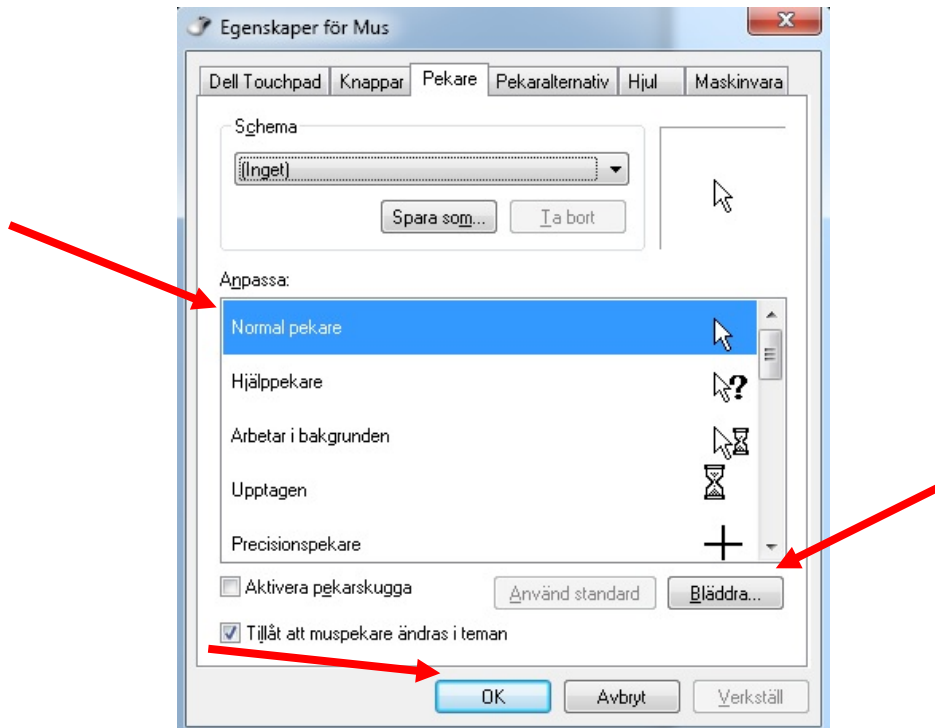 Egenskaper för Mus
Dell Touchpad Knappar Pekare Pekaralternativ Hjul Maskinvara
Schema
(Inget)
Spara som... Ta bort
Anpassa:
Normal pekare
Hjälppekare
Arbetar i bakgrunden
Upptagen
Precisionspekare
Aktivera pekarskugga Använd standard Bläddra...
Tillåt att muspekare ändras i teman
OK Avbryt Verkställ